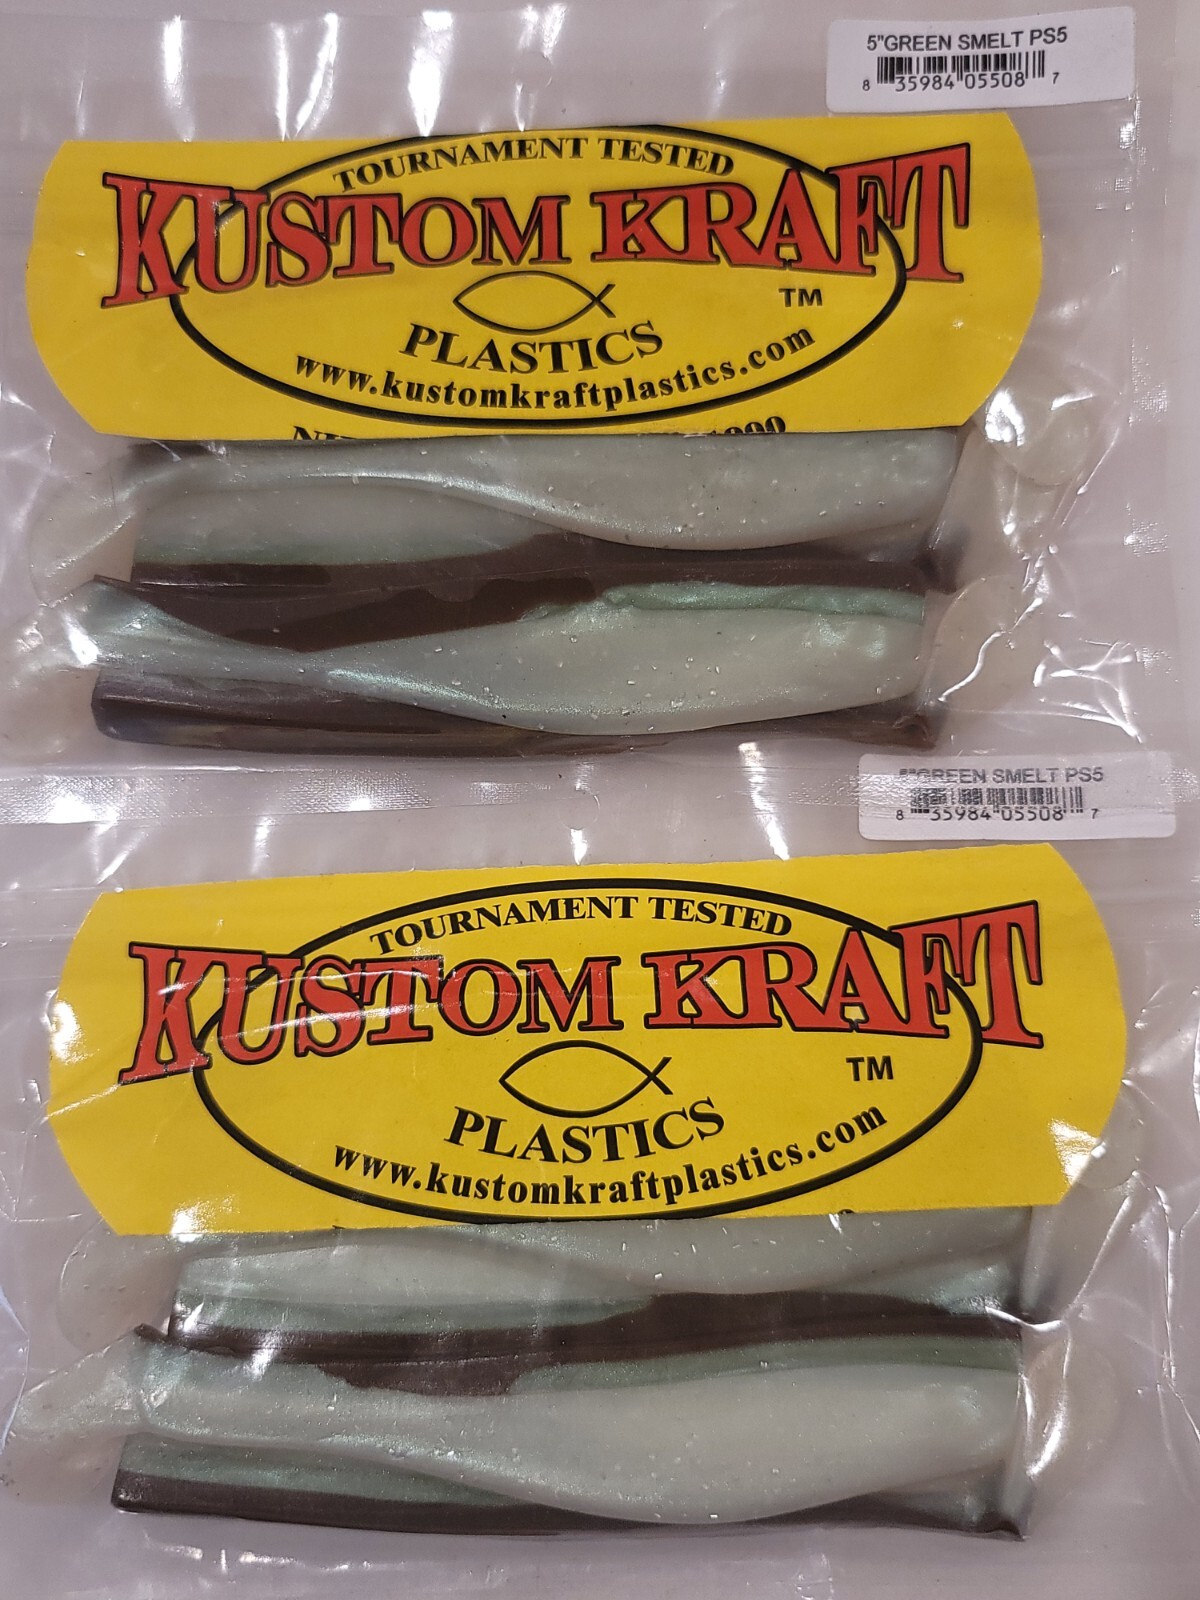 5"GREEN SMELT PS5
8 35984 05508 7
TOURNAMENT TESTED
KUSTOM KRAFT
TM
PLASTICS
www.kustomkraftplastics.com
5"GREEN SMELT PS5
8 35984 05508 7
TOURNAMENT TESTED
KUSTOM KRAFT
TM
PLASTICS
www.kustomkraftplastics.com